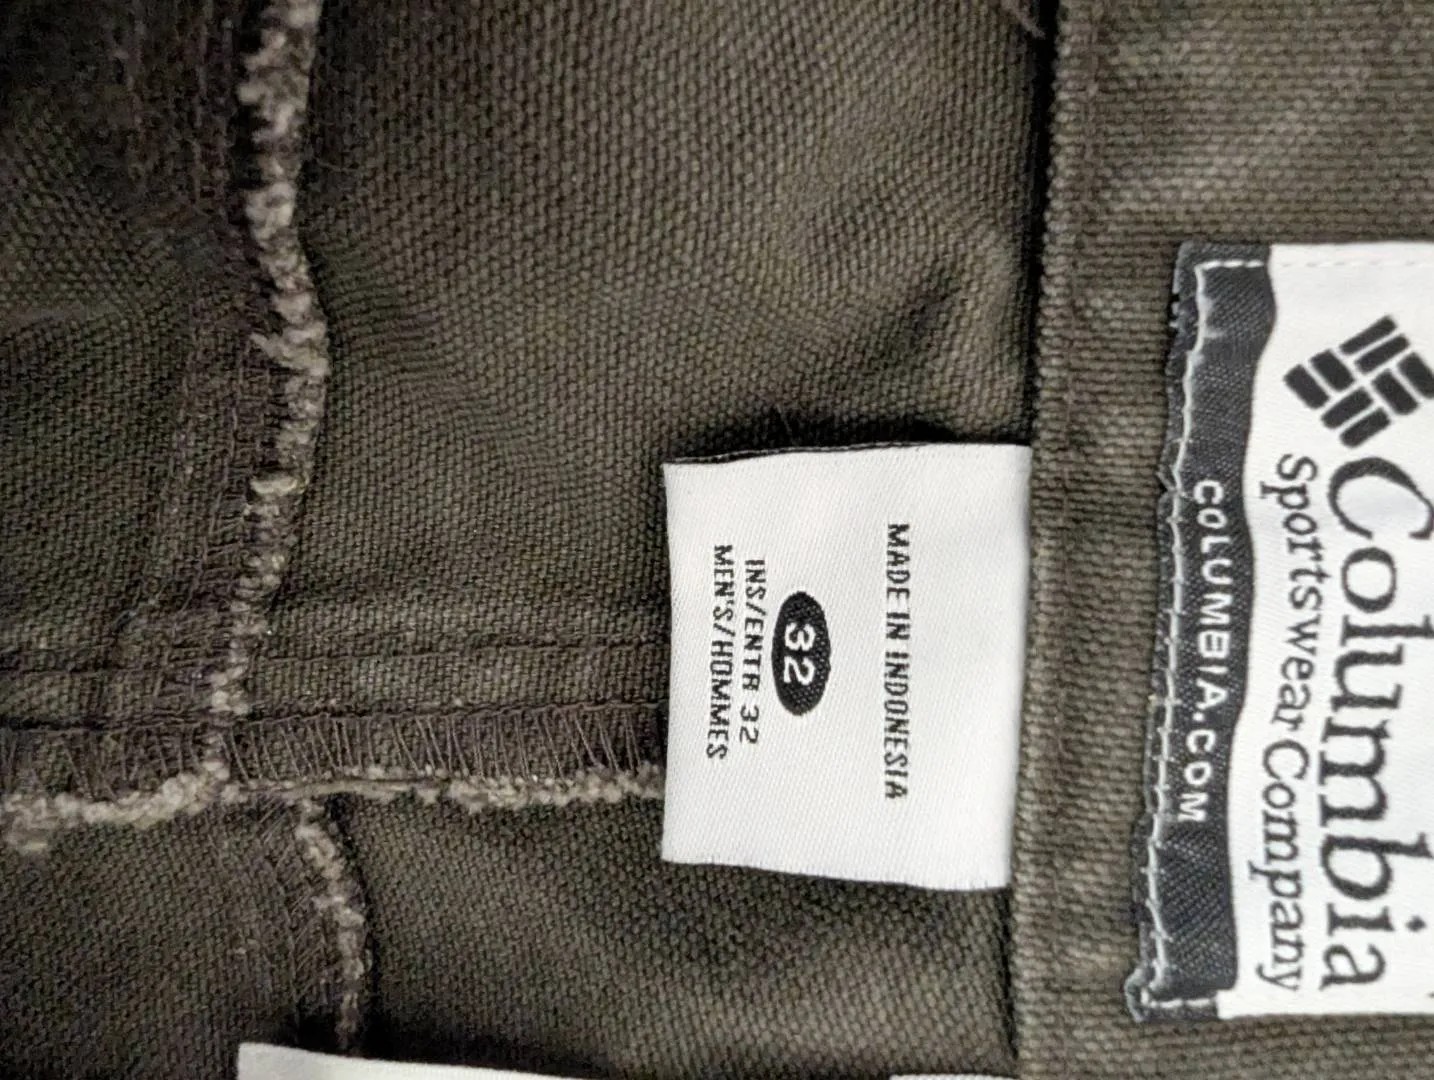 Columbia
Sportswear Company
COLUMBIA.COM
MADE IN INDONESIA
32
INS/ENTR 32
MEN'S/HOMMES